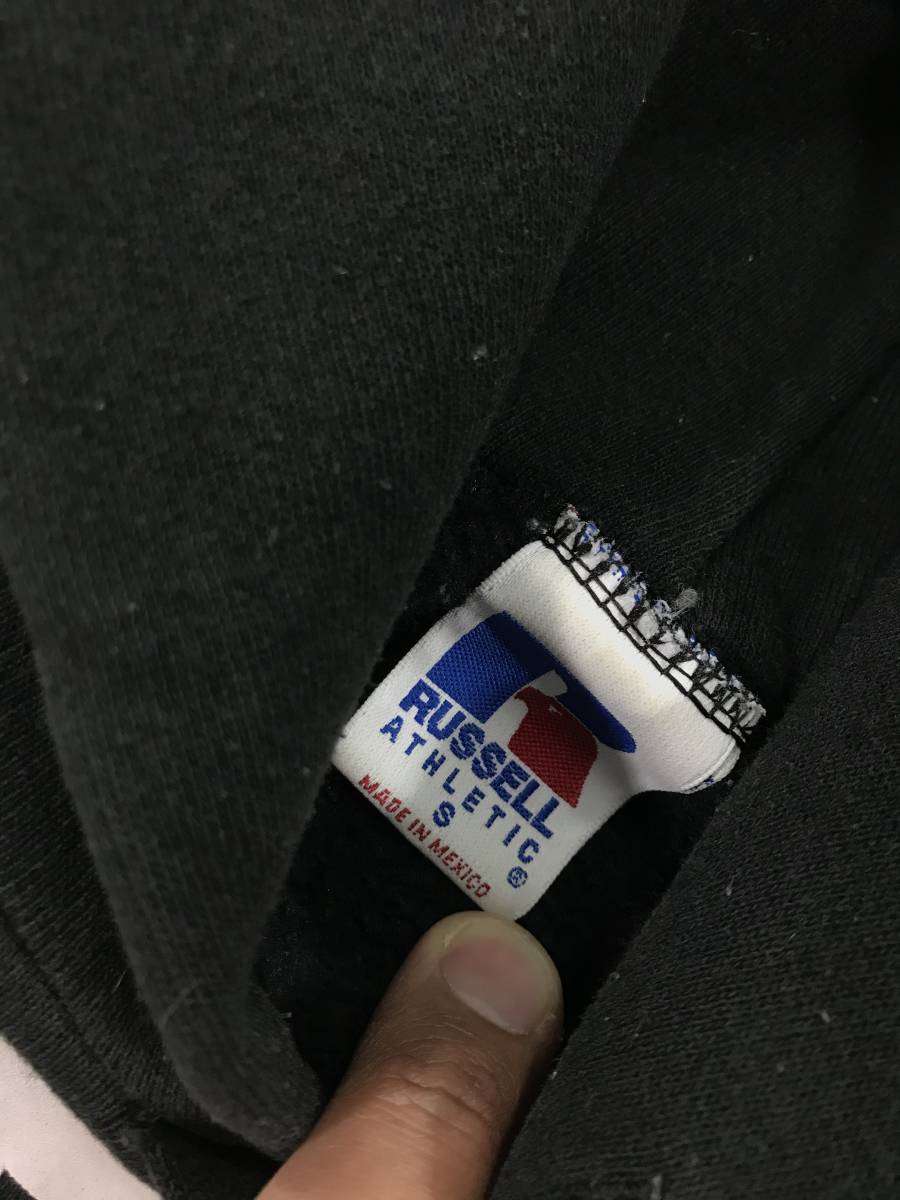 RUSSELL
ATHLETIC ®
S
MADE IN MEXICO